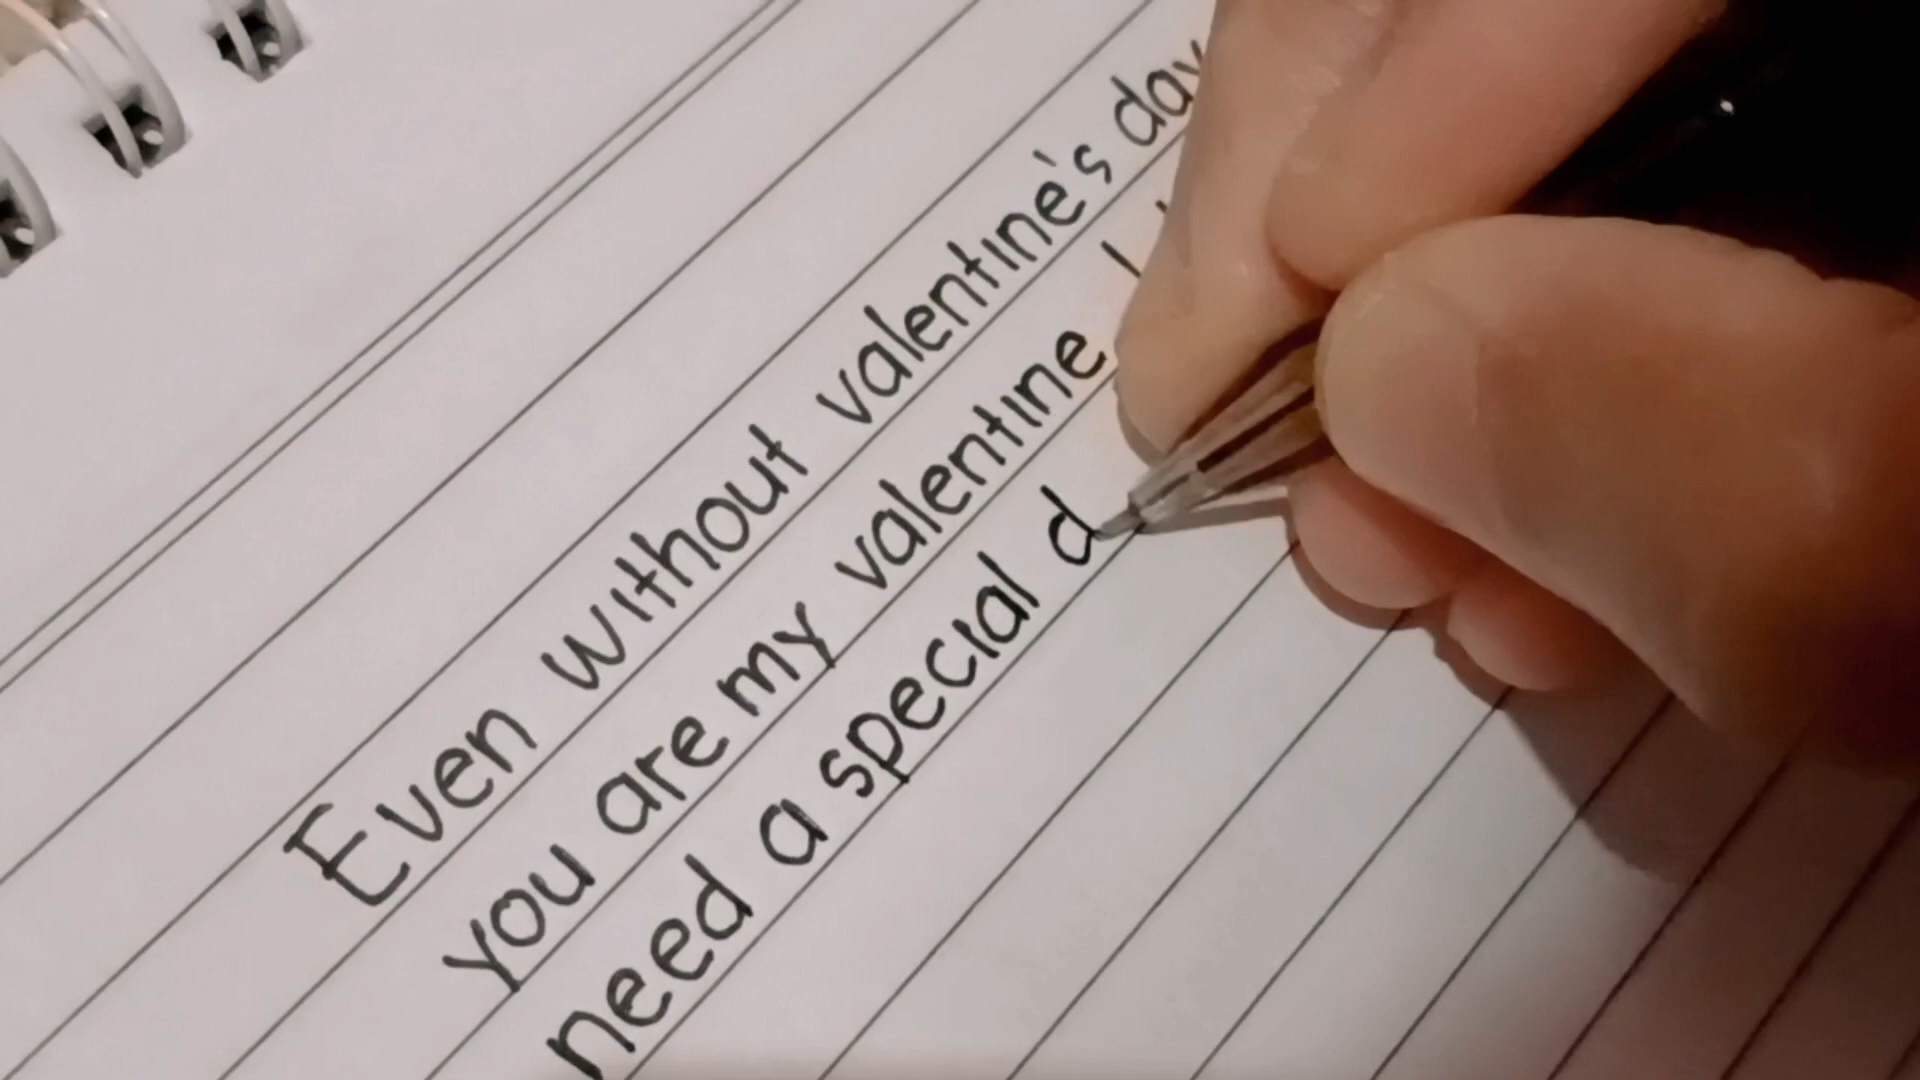 Even without valentine's day
you are my valentine
need a special d